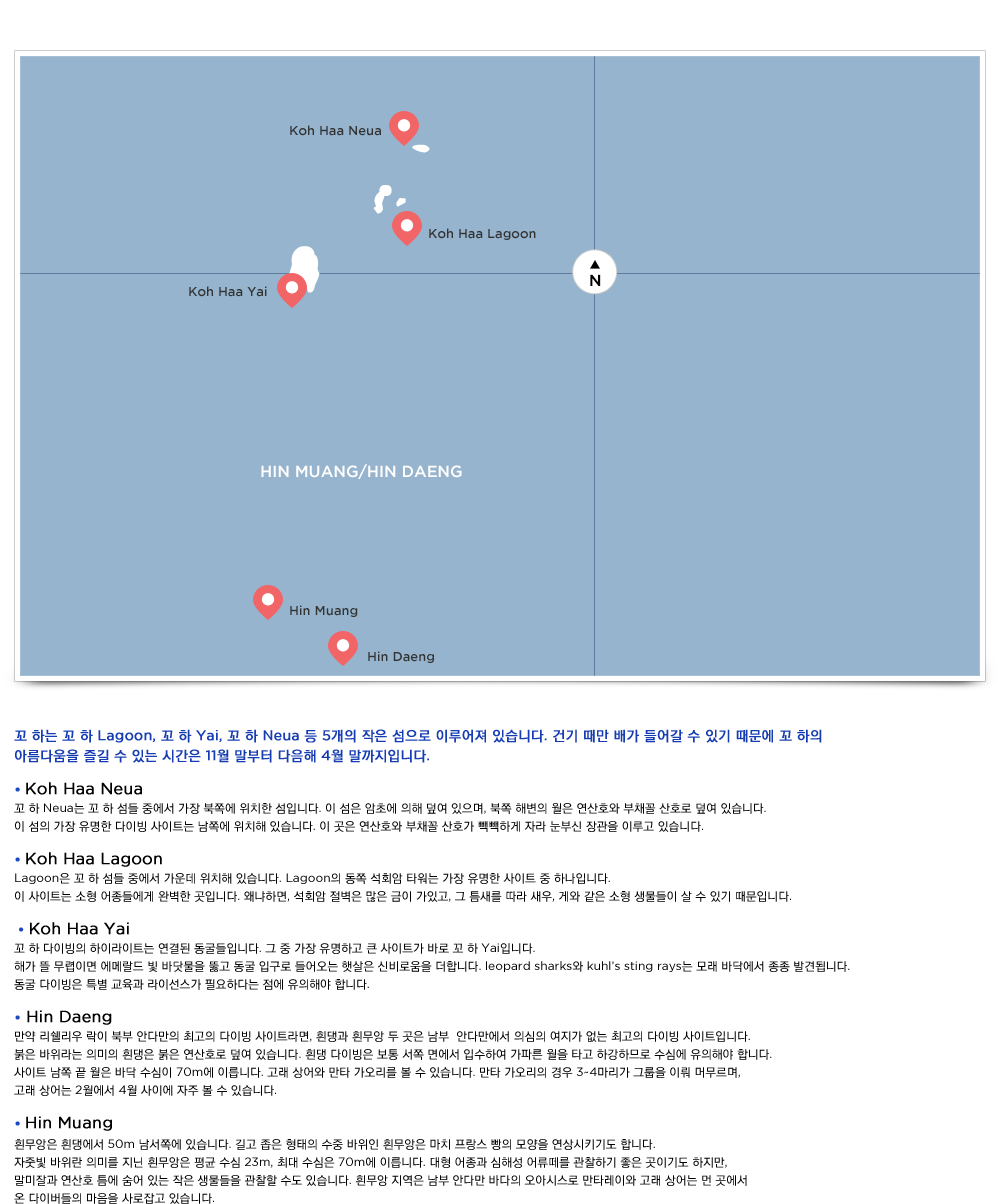 Koh Haa Neua
Koh Haa Lagoon
N
Koh Haa Yai
HIN MUANG/HIN DAENG
Hin Muang
Hin Daeng
꼬 하는 꼬 하 Lagoon, 꼬 하 Yai, 꼬 하 Neua 등 5개의 작은 섬으로 이루어져 있습니다. 건기 때만 배가 들어갈 수 있기 때문에 꼬 하의
아름다움을 즐길 수 있는 시간은 11월 말부터 다음해 4월 말까지입니다.
• Koh Haa Neua
꼬 하 Neua는 꼬 하 섬들 중에서 가장 북쪽에 위치한 섬입니다. 이 섬은 암초에 의해 덮여 있으며, 북쪽 해변의 월은 연산호와 부채꼴 산호로 덮여 있습니다.
이 섬의 가장 유명한 다이빙 사이트는 남쪽에 위치해 있습니다. 이 곳은 연산호와 부채꼴 산호가 빽빽하게 자라 눈부신 장관을 이루고 있습니다.
• Koh Haa Lagoon
Lagoon은 꼬 하 섬들 중에서 가운데 위치해 있습니다. Lagoon의 동쪽 석회암 타워는 가장 유명한 사이트 중 하나입니다.
이 사이트는 소형 어종들에게 완벽한 곳입니다. 왜냐하면, 석회암 절벽은 많은 금이 가있고, 그 틈새를 따라 새우, 게와 같은 소형 생물들이 살 수 있기 때문입니다.
• Koh Haa Yai
꼬 하 다이빙의 하이라이트는 연결된 동굴들입니다. 그 중 가장 유명하고 큰 사이트가 바로 꼬 하 Yai입니다.
해가 뜰 무렵이면 에메랄드 빛 바닷물을 뚫고 동굴 입구로 들어오는 햇살은 신비로움을 더합니다. leopard sharks와 kuhl's sting rays는 모래 바닥에서 종종 발견됩니다.
동굴 다이빙은 특별 교육과 라이선스가 필요하다는 점에 유의해야 합니다.
• Hin Daeng
만약 리쉘리우 락이 북부 안다만의 최고의 다이빙 사이트라면, 힌댕과 힌무앙 두 곳은 남부 안다만에서 의심의 여지가 없는 최고의 다이빙 사이트입니다.
붉은 바위라는 의미의 힌댕은 붉은 연산호로 덮여 있습니다. 힌댕 다이빙은 보통 서쪽 면에서 입수하여 가파른 월을 타고 하강하므로 수심에 유의해야 합니다.
사이트 남쪽 끝 월은 바닥 수심이 70m에 이릅니다. 고래 상어와 만타 가오리를 볼 수 있습니다. 만타 가오리의 경우 3~4마리가 그룹을 이뤄 머무르며,
고래 상어는 2월에서 4월 사이에 자주 볼 수 있습니다.
• Hin Muang
힌무앙은 힌댕에서 50m 남서쪽에 있습니다. 길고 좁은 형태의 수중 바위인 힌무앙은 마치 프랑스 빵의 모양을 연상시키기도 합니다.
자줏빛 바위란 의미를 지닌 힌무앙은 평균 수심 23m, 최대 수심은 70m에 이릅니다. 대형 어종과 심해성 어류떼를 관찰하기 좋은 곳이기도 하지만,
말미잘과 연산호 틈에 숨어 있는 작은 생물들을 관찰할 수도 있습니다. 힌무앙 지역은 남부 안다만 바다의 오아시스로 만타레이와 고래 상어는 먼 곳에서
온 다이버들의 마음을 사로잡고 있습니다.